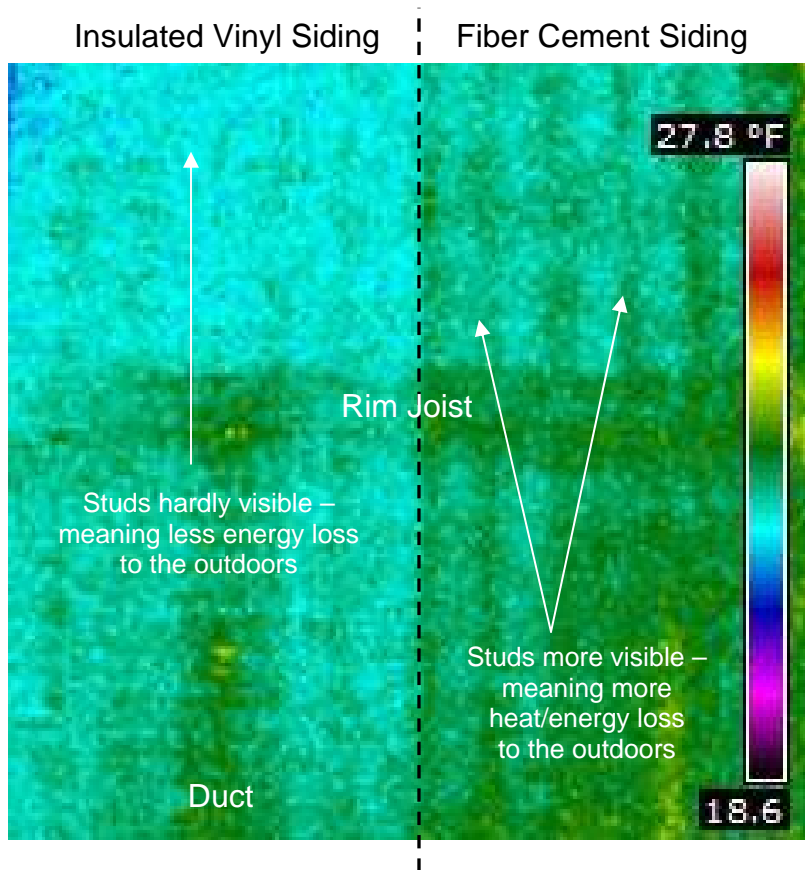 Insulated Vinyl Siding
Fiber Cement Siding
27.8 °F
Rim Joist
Studs hardly visible –
meaning less energy loss
to the outdoors
Studs more visible –
meaning more
heat/energy loss
to the outdoors
Duct
18.6